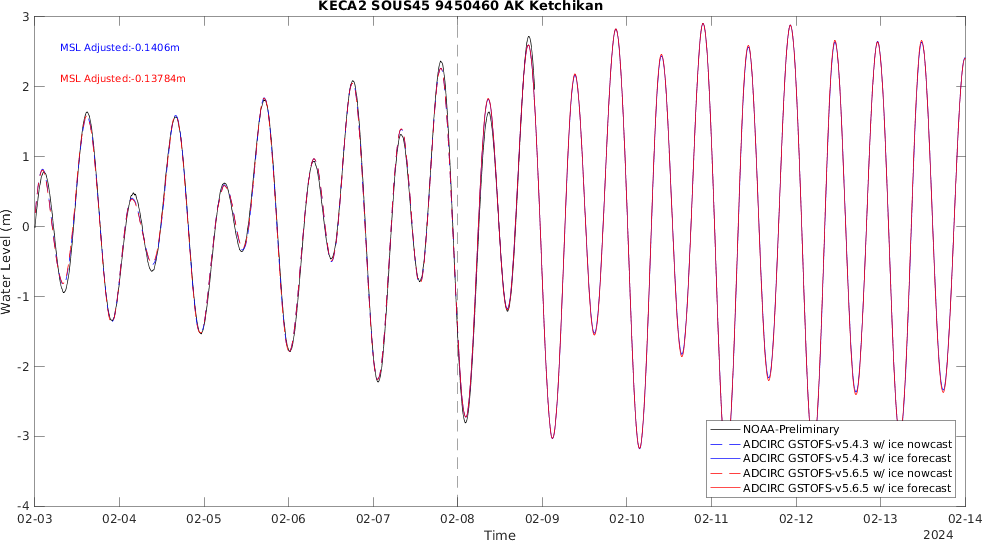 KECA2 SOUS45 9450460 AK Ketchikan
MSL Adjusted:-0.1406m
MSL Adjusted:-0.13784m
3
2
1
0
-1
-2
-3
-4
Water Level (m)
NOAA-Preliminary
ADCIRC GSTOFS-v5.4.3 w/ ice nowcast
ADCIRC GSTOFS-v5.4.3 w/ ice forecast
ADCIRC GSTOFS-v5.6.5 w/ ice nowcast
ADCIRC GSTOFS-v5.6.5 w/ ice forecast
02-03 02-04 02-05 02-06 02-07 02-08 02-09 02-10 02-11 02-12 02-13 02-14
Time
2024